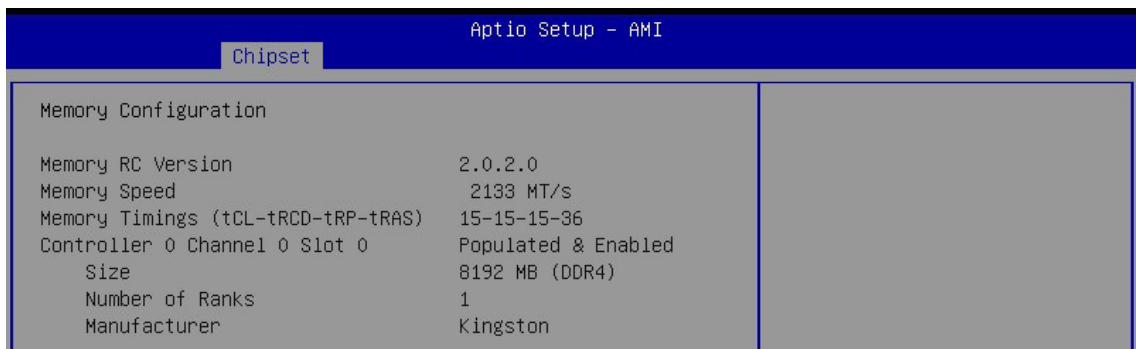 Aptio Setup - AMI
Chipset
Memory Configuration
Memory RC Version 2.0.2.0
Memory Speed 2133 MT/s
Memory Timings (tCL-tRCD-tRP-tRAS) 15-15-15-36
Controller 0 Channel 0 Slot 0 Populated & Enabled
Size 8192 MB (DDR4)
Number of Ranks 1
Manufacturer Kingston